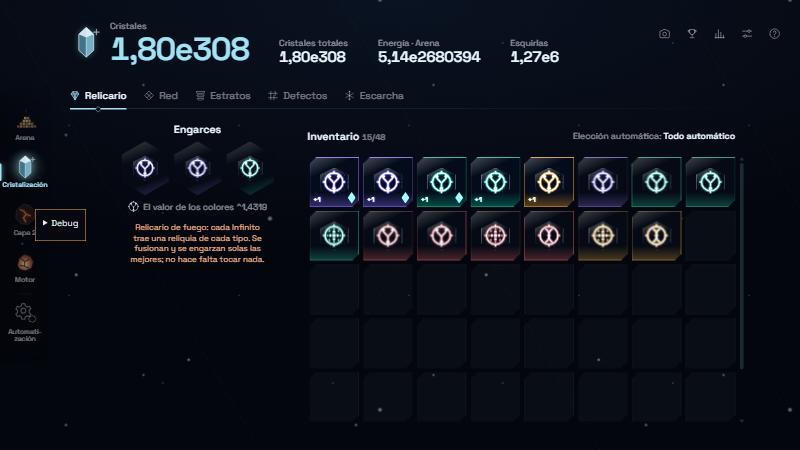 Cristales
1,80e308
Cristales totales
1,80e308
Energía · Arena
5,14e2680394
Esquirlas
1,27e6
Relicario
Red
Estratos
Defectos
Escarcha
Arena
Cristalización
Capa 2
Debug
Motor
Automati-
zación
Engarces
El valor de los colores ^1,4319
Relicario de fuego: cada Infinito
trae una reliquia de cada tipo. Se
fusionan y se engarzan solas las
mejores; no hace falta tocar nada.
Inventario 15/48
Elección automática: Todo automático
+1
+1
+1
+1
+1